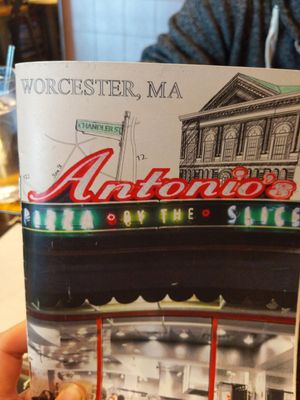 WORCESTER, MA
CHANDLER ST
Antonio's
PIZZA BY THE SLICE